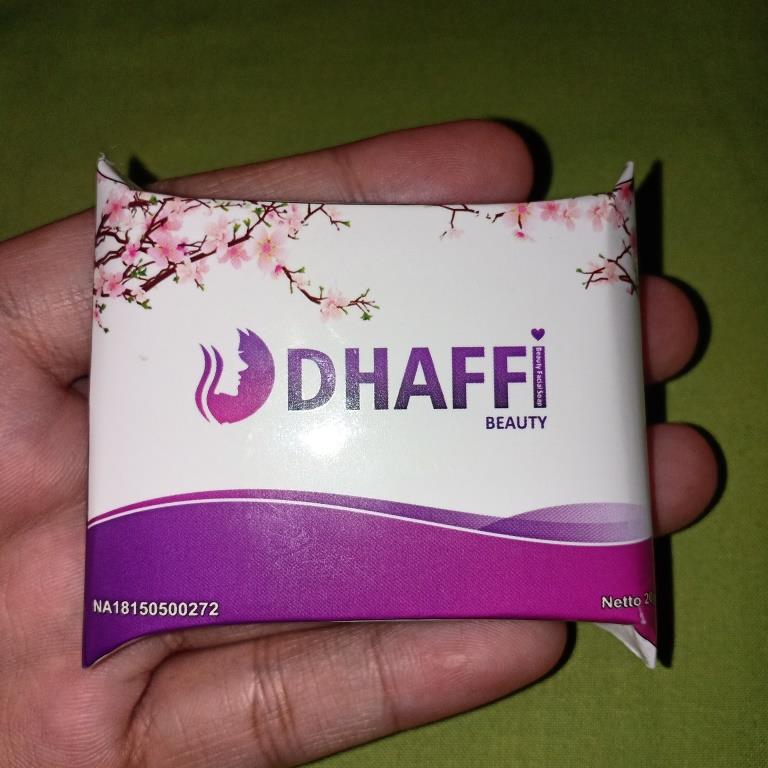 DHAFFi
Beauty Facial Soap
BEAUTY
NA18150500272
Netto